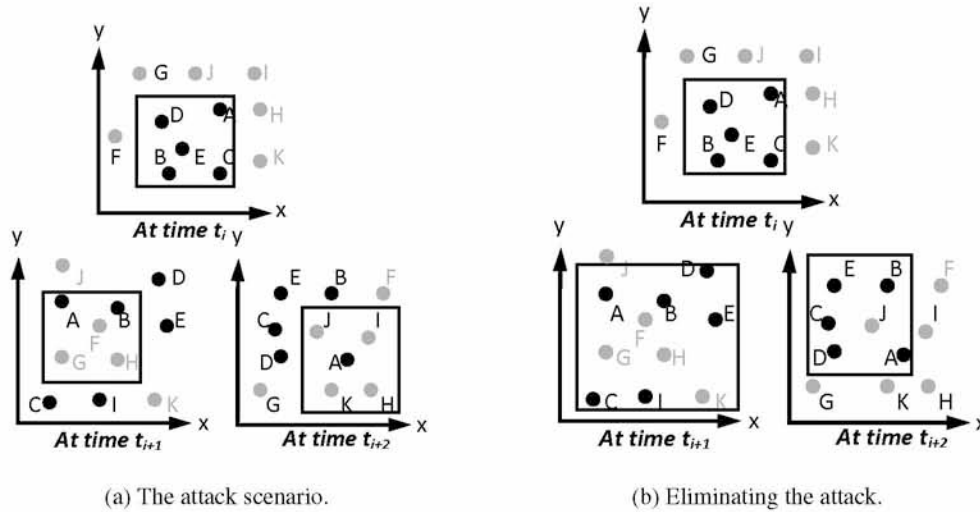 y
G J I
D A H
F B E C K
x
At time tᵢ
y
J D
A B E
F
G H
C I K
x
At time tᵢ₊₁
y
E B F
C J I
D A
G K H
x
At time tᵢ₊₂
(a) The attack scenario.
y
G J I
D A H
F B E C K
x
At time tᵢ
y
J D
A B E
F
G H
C I K
x
At time tᵢ₊₁
y
E B F
C J I
D A
G K H
x
At time tᵢ₊₂
(b) Eliminating the attack.